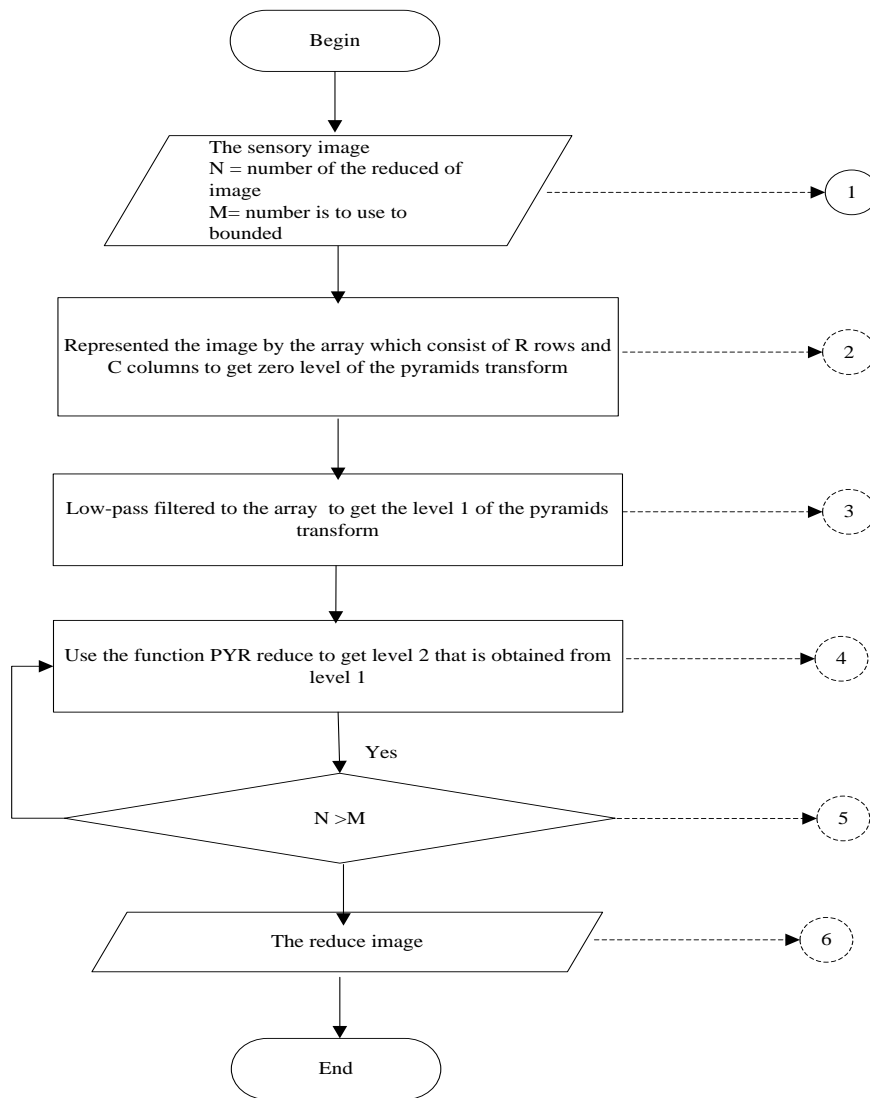 Begin
The sensory image
N = number of the reduced of
image
M= number is to use to
bounded
1
Represented the image by the array which consist of R rows and
C columns to get zero level of the pyramids transform
2
Low-pass filtered to the array to get the level 1 of the pyramids
transform
3
Use the function PYR reduce to get level 2 that is obtained from
level 1
4
Yes
N >M
5
The reduce image
6
End